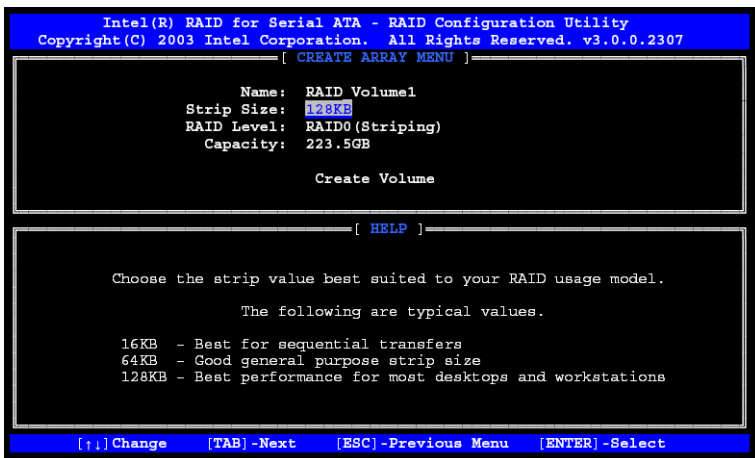 Intel(R) RAID for Serial ATA - RAID Configuration Utility
Copyright(C) 2003 Intel Corporation. All Rights Reserved. v3.0.0.2307
[ CREATE ARRAY MENU ]
Name: RAID_Volume1
Strip Size: 128KB
RAID Level: RAID0(Striping)
Capacity: 223.5GB
Create Volume
[ HELP ]
Choose the strip value best suited to your RAID usage model.
The following are typical values.
16KB - Best for sequential transfers
64KB - Good general purpose strip size
128KB - Best performance for most desktops and workstations
[↑↓]Change [TAB]-Next [ESC]-Previous Menu [ENTER]-Select